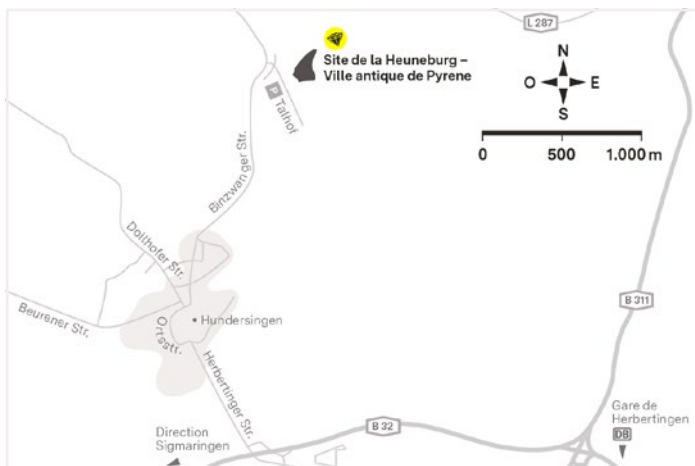 L 287
Site de la Heuneburg –
Ville antique de Pyrene
N
O
E
S
0
500
1.000 m
P
Talhof
Binzwanger Str.
Dollhofer Str.
Beurener Str.
Ortsstr.
Hundersingen
Herbertinger Str.
B 311
B 32
Gare de
Herbertingen
DB
Direction
Sigmaringen